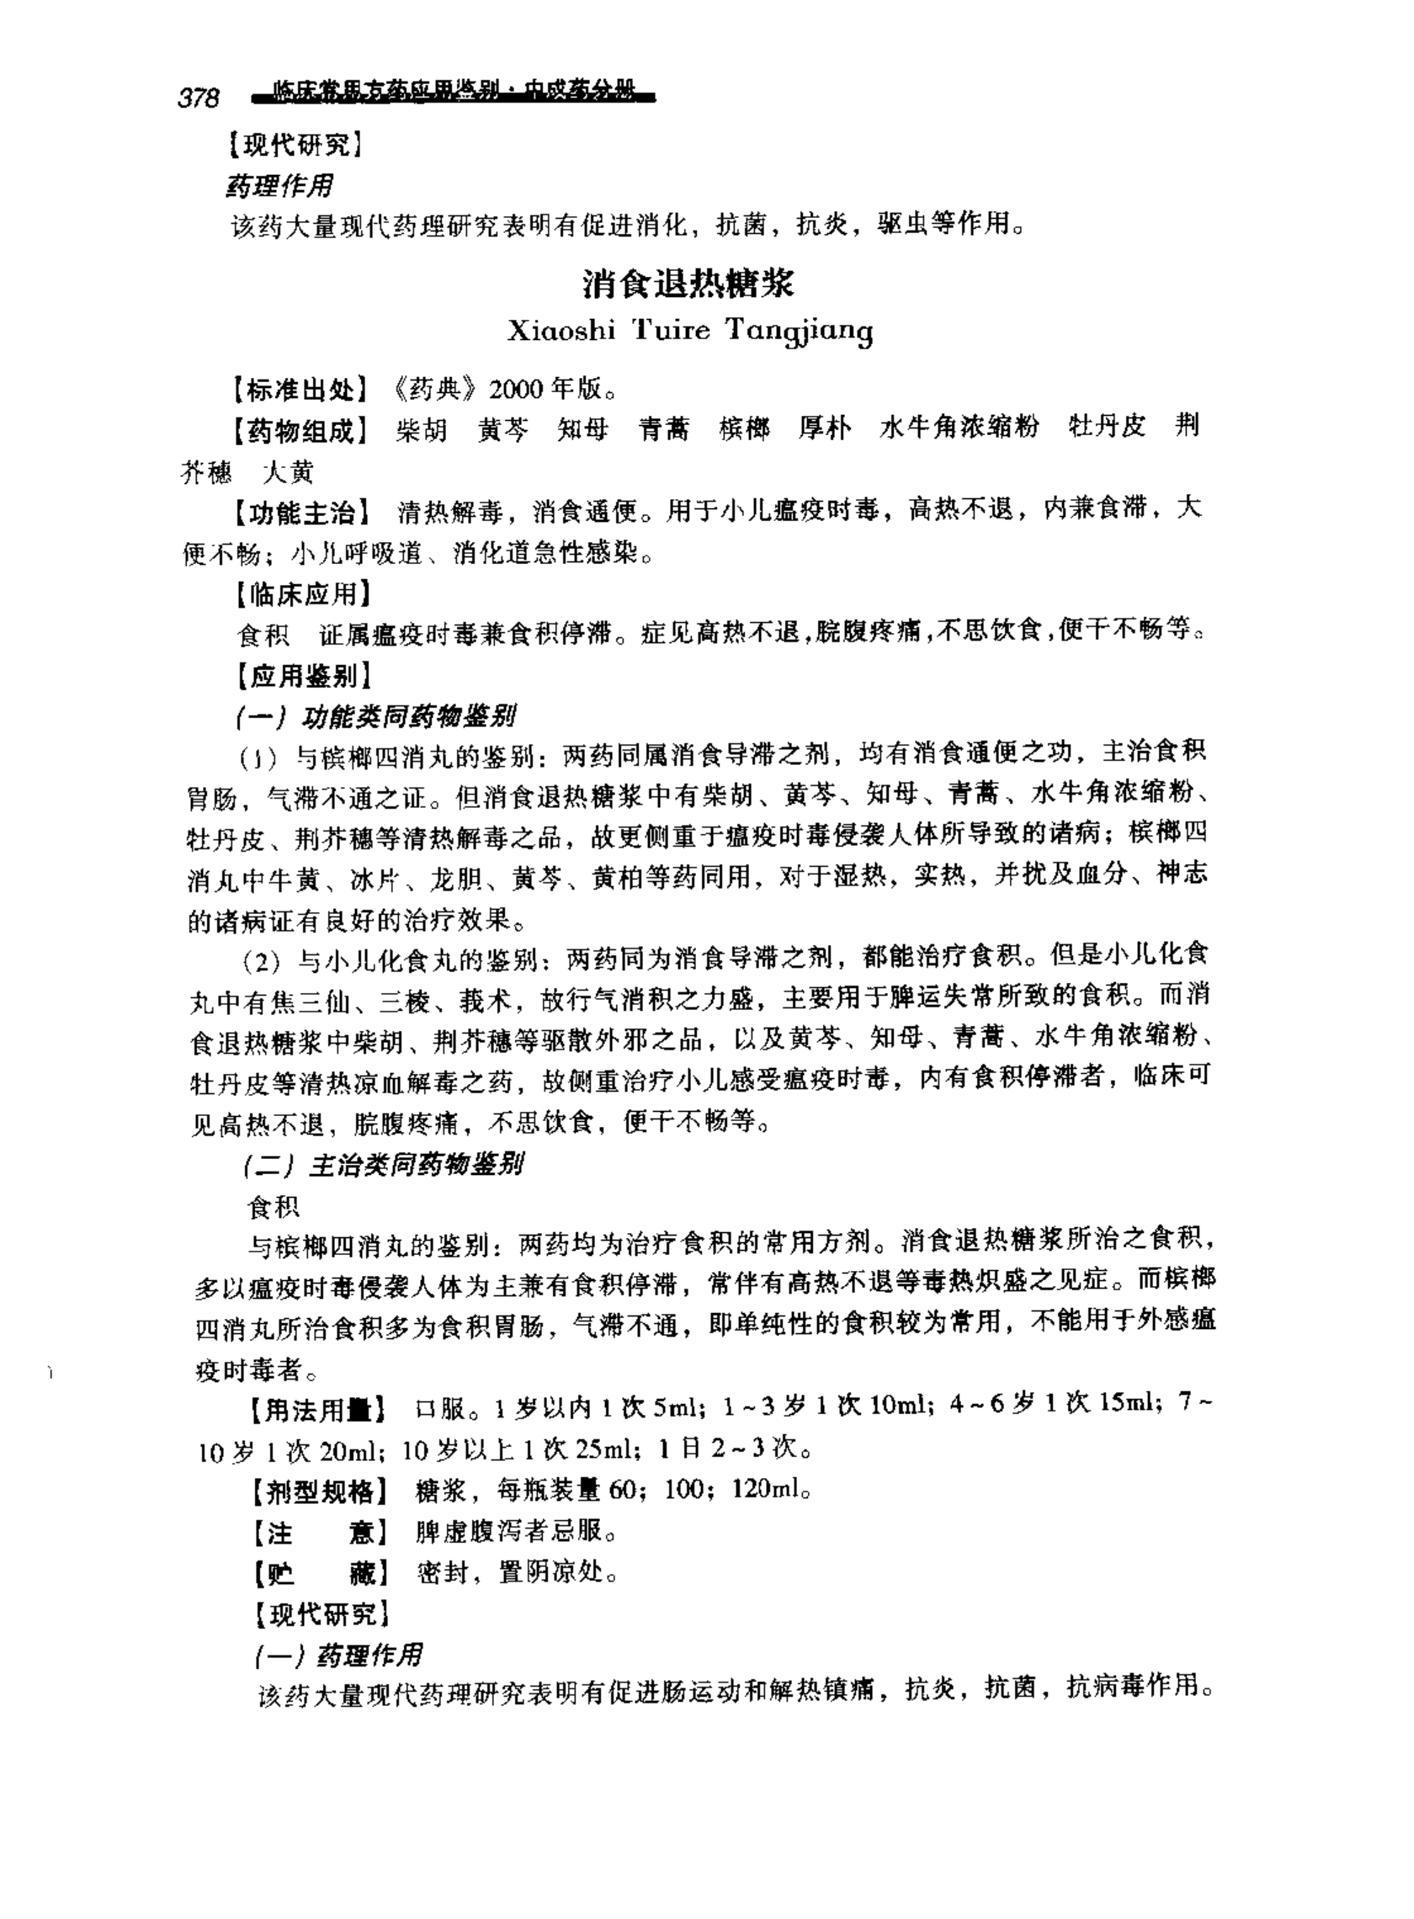 378 临床常用方药应用鉴别·中成药分册
【现代研究】
药理作用
该药大量现代药理研究表明有促进消化，抗菌，抗炎，驱虫等作用。
消食退热糖浆
Xiaoshi Tuire Tangjiang
【标准出处】 《药典》2000 年版。
【药物组成】 柴胡 黄芩 知母 青蒿 槟榔 厚朴 水牛角浓缩粉 牡丹皮 荆
芥穗 大黄
【功能主治】 清热解毒，消食通便。用于小儿瘟疫时毒，高热不退，内兼食滞，大
便不畅；小儿呼吸道、消化道急性感染。
【临床应用】
食积 证属瘟疫时毒兼食积停滞。症见高热不退,脘腹疼痛,不思饮食,便干不畅等。
【应用鉴别】
(一) 功能类同药物鉴别
(1) 与槟榔四消丸的鉴别：两药同属消食导滞之剂，均有消食通便之功，主治食积
胃肠，气滞不通之证。但消食退热糖浆中有柴胡、黄芩、知母、青蒿、水牛角浓缩粉、
牡丹皮、荆芥穗等清热解毒之品，故更侧重于瘟疫时毒侵袭人体所导致的诸病；槟榔四
消丸中牛黄、冰片、龙胆、黄芩、黄柏等药同用，对于湿热，实热，并扰及血分、神志
的诸病证有良好的治疗效果。
(2) 与小儿化食丸的鉴别：两药同为消食导滞之剂，都能治疗食积。但是小儿化食
丸中有焦三仙、三棱、莪术，故行气消积之力盛，主要用于脾运失常所致的食积。而消
食退热糖浆中柴胡、荆芥穗等驱散外邪之品，以及黄芩、知母、青蒿、水牛角浓缩粉、
牡丹皮等清热凉血解毒之药，故侧重治疗小儿感受瘟疫时毒，内有食积停滞者，临床可
见高热不退，脘腹疼痛，不思饮食，便干不畅等。
(二) 主治类同药物鉴别
食积
与槟榔四消丸的鉴别：两药均为治疗食积的常用方剂。消食退热糖浆所治之食积，
多以瘟疫时毒侵袭人体为主兼有食积停滞，常伴有高热不退等毒热炽盛之见症。而槟榔
四消丸所治食积多为食积胃肠，气滞不通，即单纯性的食积较为常用，不能用于外感瘟
疫时毒者。
【用法用量】 口服。1 岁以内 1 次 5ml；1～3 岁 1 次 10ml；4～6 岁 1 次 15ml；7～
10 岁 1 次 20ml；10 岁以上 1 次 25ml；1 日 2～3 次。
【剂型规格】 糖浆，每瓶装量 60；100；120ml。
【注 意】 脾虚腹泻者忌服。
【贮 藏】 密封，置阴凉处。
【现代研究】
(一) 药理作用
该药大量现代药理研究表明有促进肠运动和解热镇痛，抗炎，抗菌，抗病毒作用。